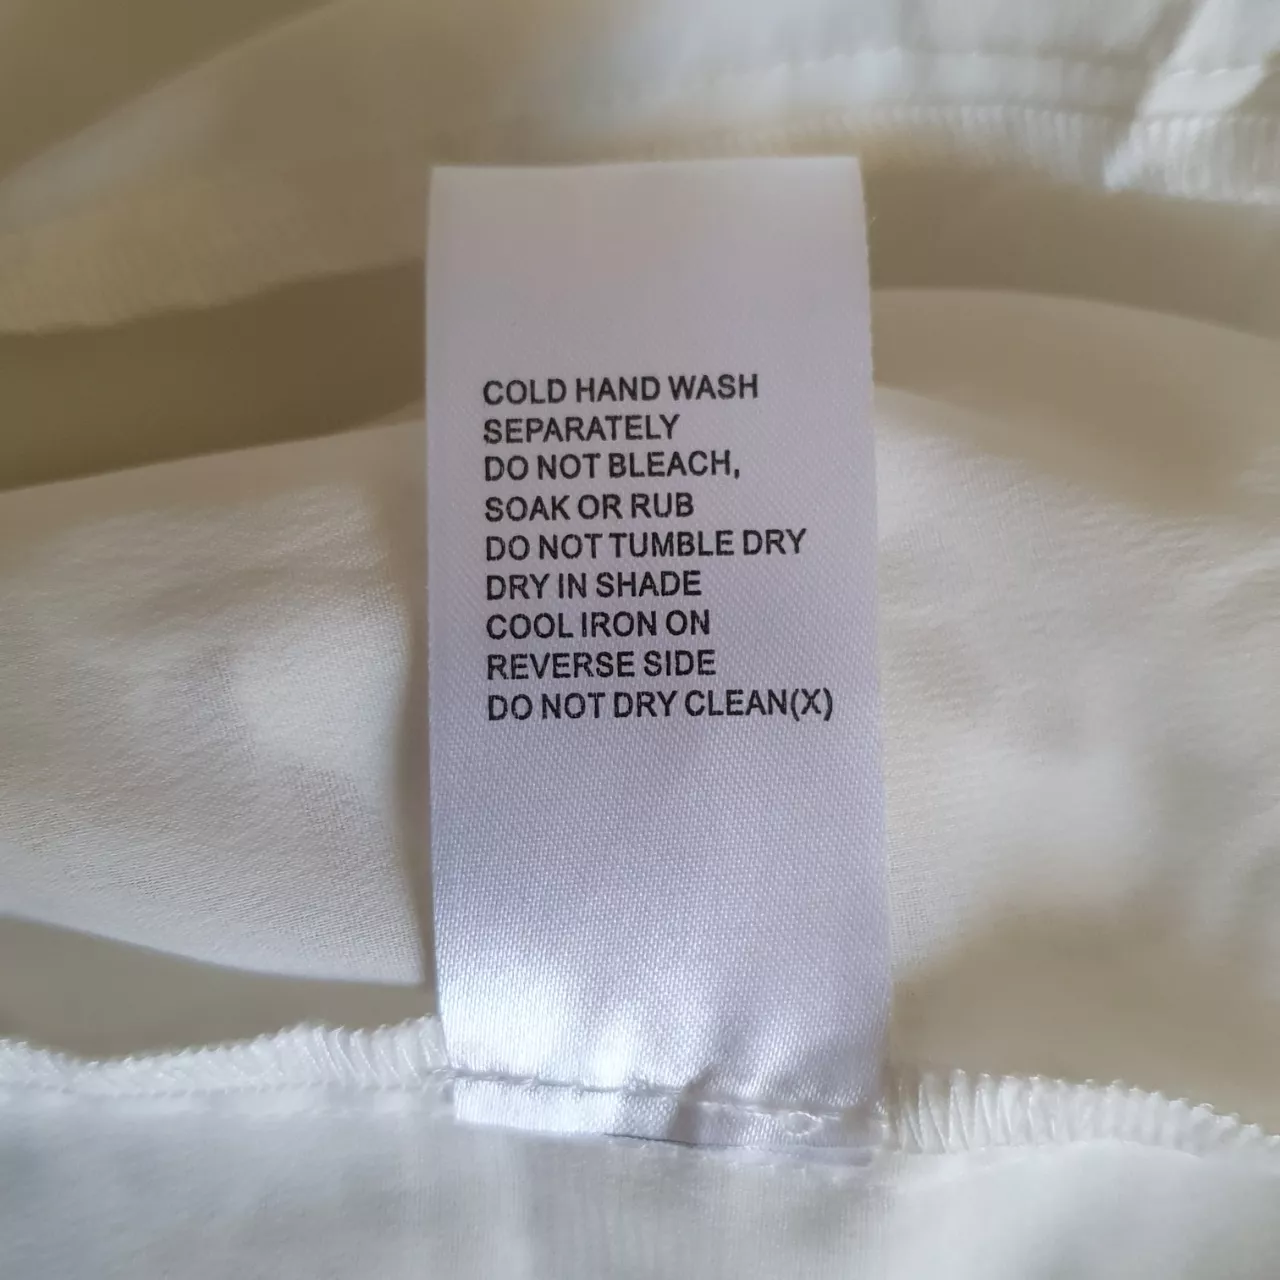 COLD HAND WASH
SEPARATELY
DO NOT BLEACH,
SOAK OR RUB
DO NOT TUMBLE DRY
DRY IN SHADE
COOL IRON ON
REVERSE SIDE
DO NOT DRY CLEAN(X)